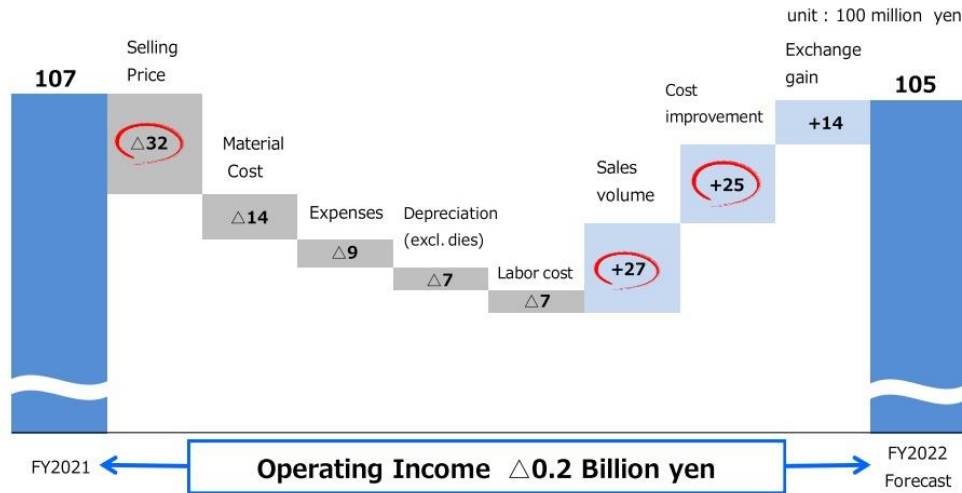 unit : 100 million yen
107
Selling
Price
△32
Material
Cost
△14
Expenses
△9
Depreciation
(excl. dies)
△7
Labor cost
△7
Sales
volume
+27
Cost
improvement
+25
Exchange
gain
+14
105
FY2021
Operating Income △0.2 Billion yen
FY2022
Forecast